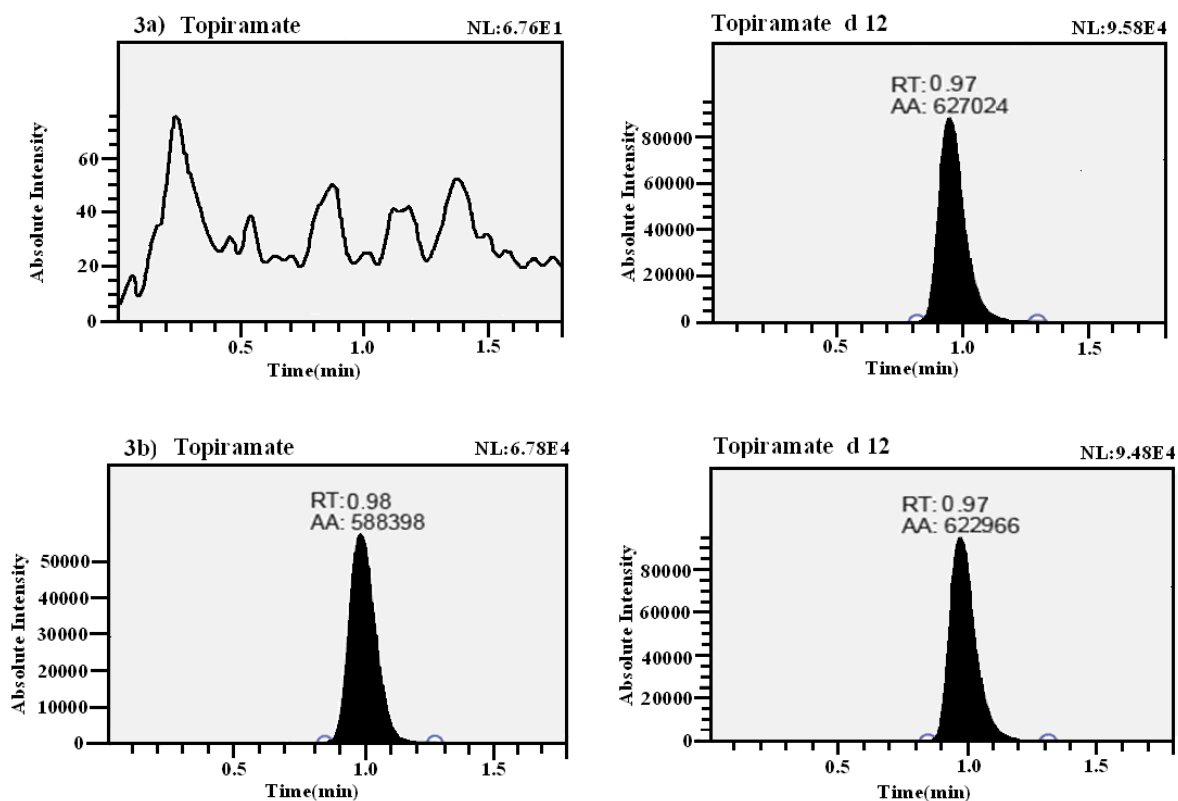 3a) Topiramate NL:6.76E1
Absolute Intensity
60
40
20
0
0.5 1.0 1.5
Time(min)
Topiramate d 12 NL:9.58E4
RT: 0.97
AA: 627024
Absolute Intensity
80000
60000
40000
20000
0
0.5 1.0 1.5
Time(min)
3b) Topiramate NL:6.78E4
RT: 0.98
AA: 588398
Absolute Intensity
50000
40000
30000
20000
10000
0
0.5 1.0 1.5
Time(min)
Topiramate d 12 NL:9.48E4
RT: 0.97
AA: 622966
Absolute Intensity
80000
60000
40000
20000
0
0.5 1.0 1.5
Time(min)